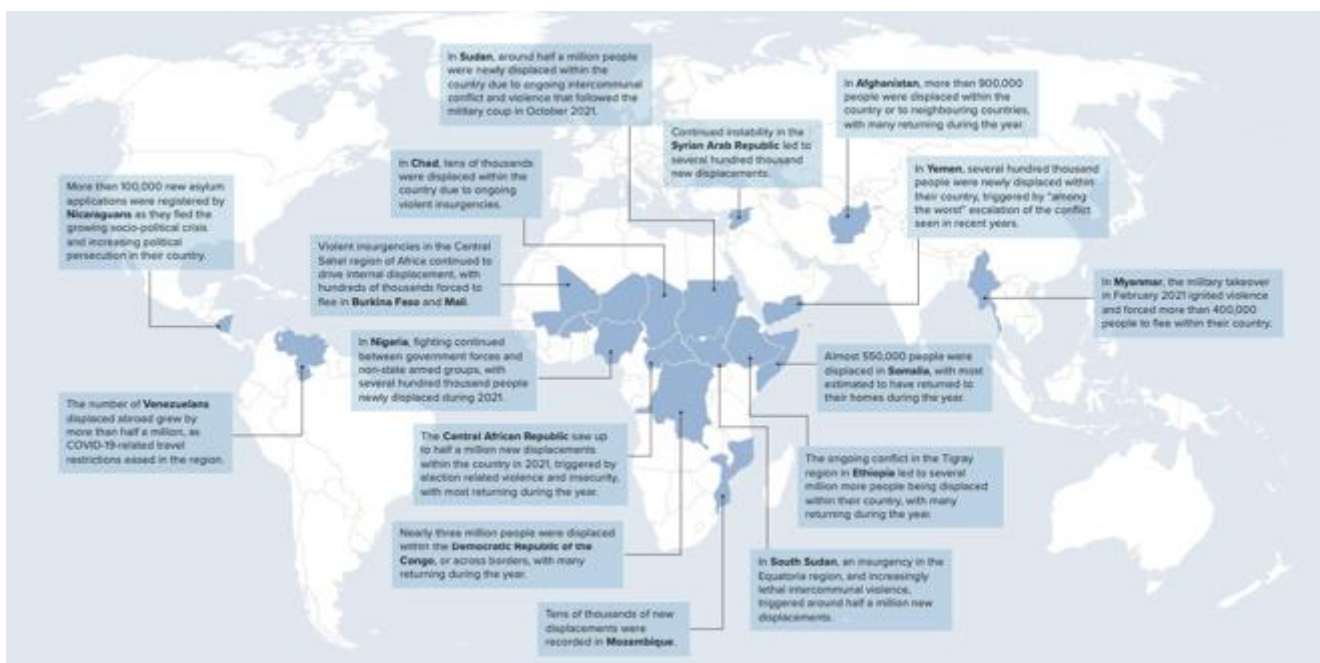 In Sudan, around half a million people
were newly displaced within the
country due to ongoing intercommunal
conflict and violence that followed the
military coup in October 2021.
In Afghanistan, more than 900,000
people were displaced within the
country or to neighbouring countries,
with many returning during the year.
Continued instability in the
Syrian Arab Republic led to
several hundred thousand
new displacements.
In Chad, tens of thousands
were displaced within the
country due to ongoing
violent insurgencies.
In Yemen, several hundred thousand
people were newly displaced within
their country, triggered by "among
the worst" escalation of the conflict
seen in recent years.
More than 100,000 new asylum
applications were registered by
Nicaraguans as they fled the
growing socio-political crisis
and increasing political
persecution in their country.
Violent insurgencies in the Central
Sahel region of Africa continued to
drive internal displacement, with
hundreds of thousands forced to
flee in Burkina Faso and Mali.
In Myanmar, the military takeover
in February 2021 ignited violence
and forced more than 400,000
people to flee within their country.
In Nigeria, fighting continued
between government forces and
non-state armed groups, with
several hundred thousand people
newly displaced during 2021.
Almost 550,000 people were
displaced in Somalia, with most
estimated to have returned to
their homes during the year.
The number of Venezuelans
displaced abroad grew by
more than half a million, as
COVID-19-related travel
restrictions eased in the region.
The Central African Republic saw up
to half a million new displacements
within the country in 2021, triggered by
election related violence and insecurity,
with most returning during the year.
The ongoing conflict in the Tigray
region in Ethiopia led to several
million more people being displaced
within their country, with many
returning during the year.
Nearly three million people were displaced
within the Democratic Republic of the
Congo, or across borders, with many
returning during the year.
In South Sudan, an insurgency in the
Equatoria region, and increasingly
lethal intercommunal violence,
triggered around half a million new
displacements.
Tens of thousands of new
displacements were
recorded in Mozambique.